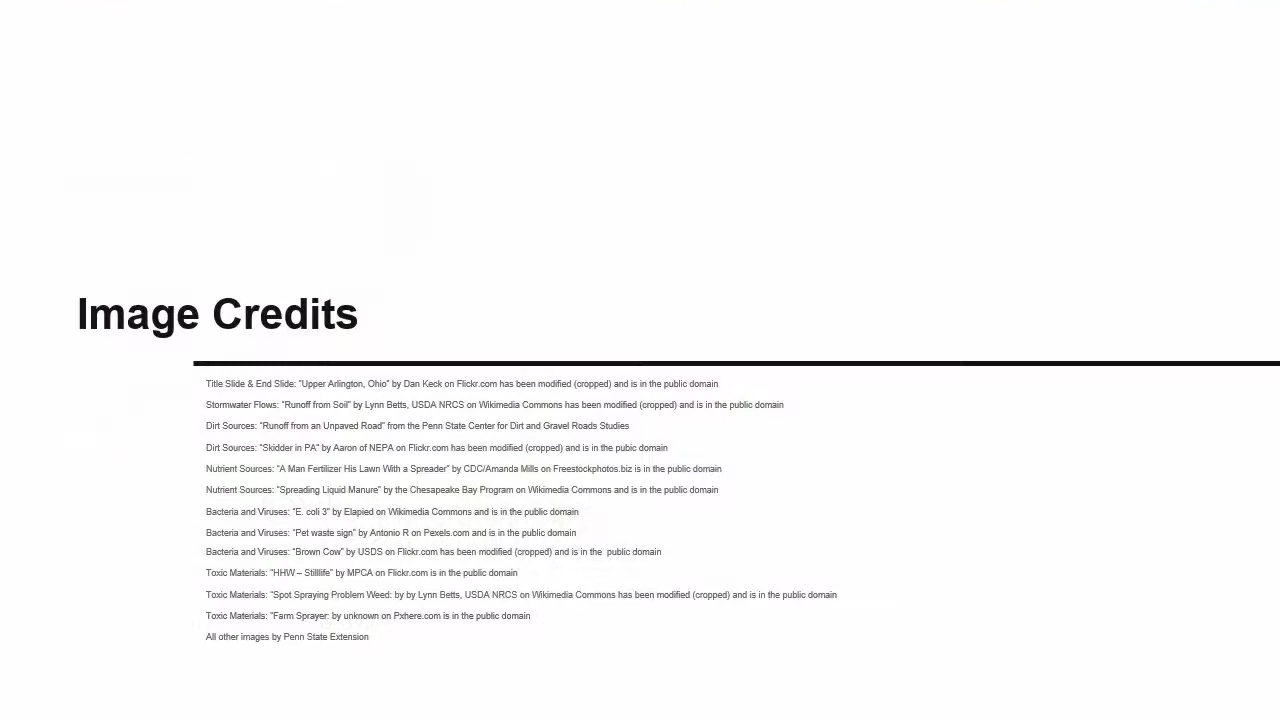 Image Credits
Title Slide & End Slide: "Upper Arlington, Ohio" by Dan Keck on Flickr.com has been modified (cropped) and is in the public domain
Stormwater Flows: "Runoff from Soil" by Lynn Betts, USDA NRCS on Wikimedia Commons has been modified (cropped) and is in the public domain
Dirt Sources: "Runoff from an Unpaved Road" from the Penn State Center for Dirt and Gravel Roads Studies
Dirt Sources: "Skidder in PA" by Aaron of NEPA on Flickr.com has been modified (cropped) and is in the pubic domain
Nutrient Sources: "A Man Fertilizer His Lawn With a Spreader" by CDC/Amanda Mills on Freestockphotos.biz is in the public domain
Nutrient Sources: "Spreading Liquid Manure" by the Chesapeake Bay Program on Wikimedia Commons and is in the public domain
Bacteria and Viruses: "E. coli 3" by Elapied on Wikimedia Commons and is in the public domain
Bacteria and Viruses: "Pet waste sign" by Antonio R on Pexels.com and is in the public domain
Bacteria and Viruses: "Brown Cow" by USDS on Flickr.com has been modified (cropped) and is in the public domain
Toxic Materials: "HHW – Stilllife" by MPCA on Flickr.com is in the public domain
Toxic Materials: "Spot Spraying Problem Weed: by by Lynn Betts, USDA NRCS on Wikimedia Commons has been modified (cropped) and is in the public domain
Toxic Materials: "Farm Sprayer: by unknown on Pxhere.com is in the public domain
All other images by Penn State Extension